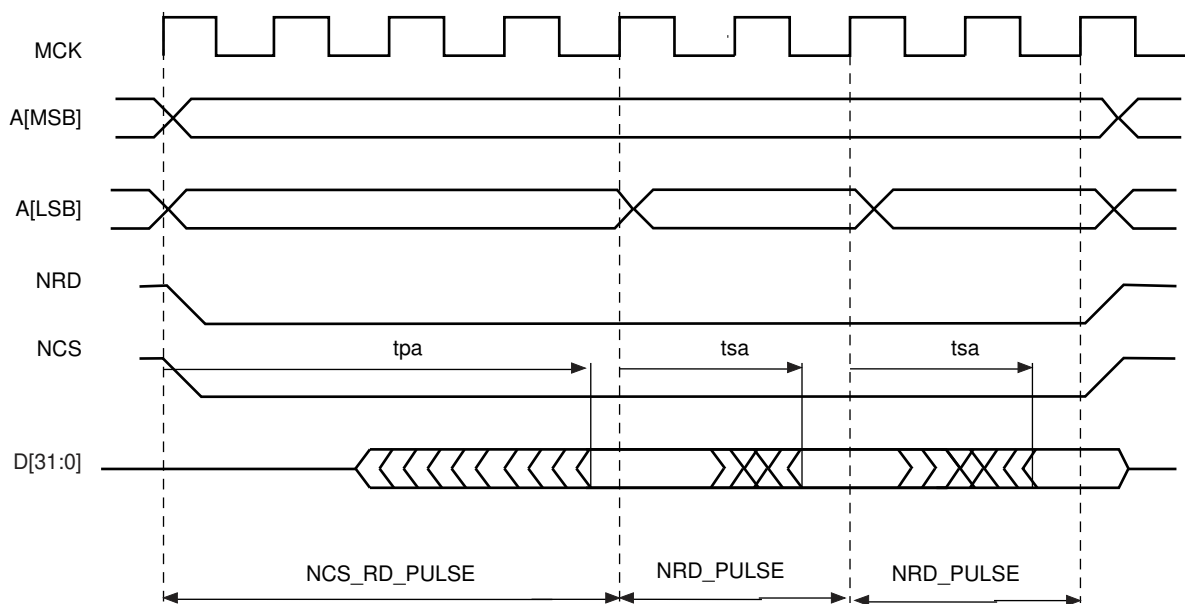 MCK
A[MSB]
A[LSB]
NRD
NCS
tpa
tsa
tsa
D[31:0]
NCS_RD_PULSE
NRD_PULSE
NRD_PULSE